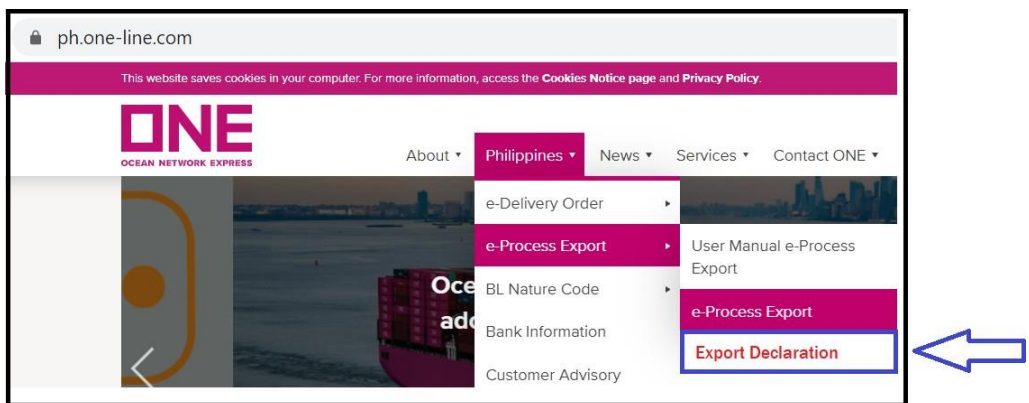 ph.one-line.com
This website saves cookies in your computer. For more information, access the Cookies Notice page and Privacy Policy.
ONE
OCEAN NETWORK EXPRESS
About Philippines News Services Contact ONE
e-Delivery Order
e-Process Export
BL Nature Code
Bank Information
Customer Advisory
User Manual e-Process
Export
e-Process Export
Export Declaration
Oce
add